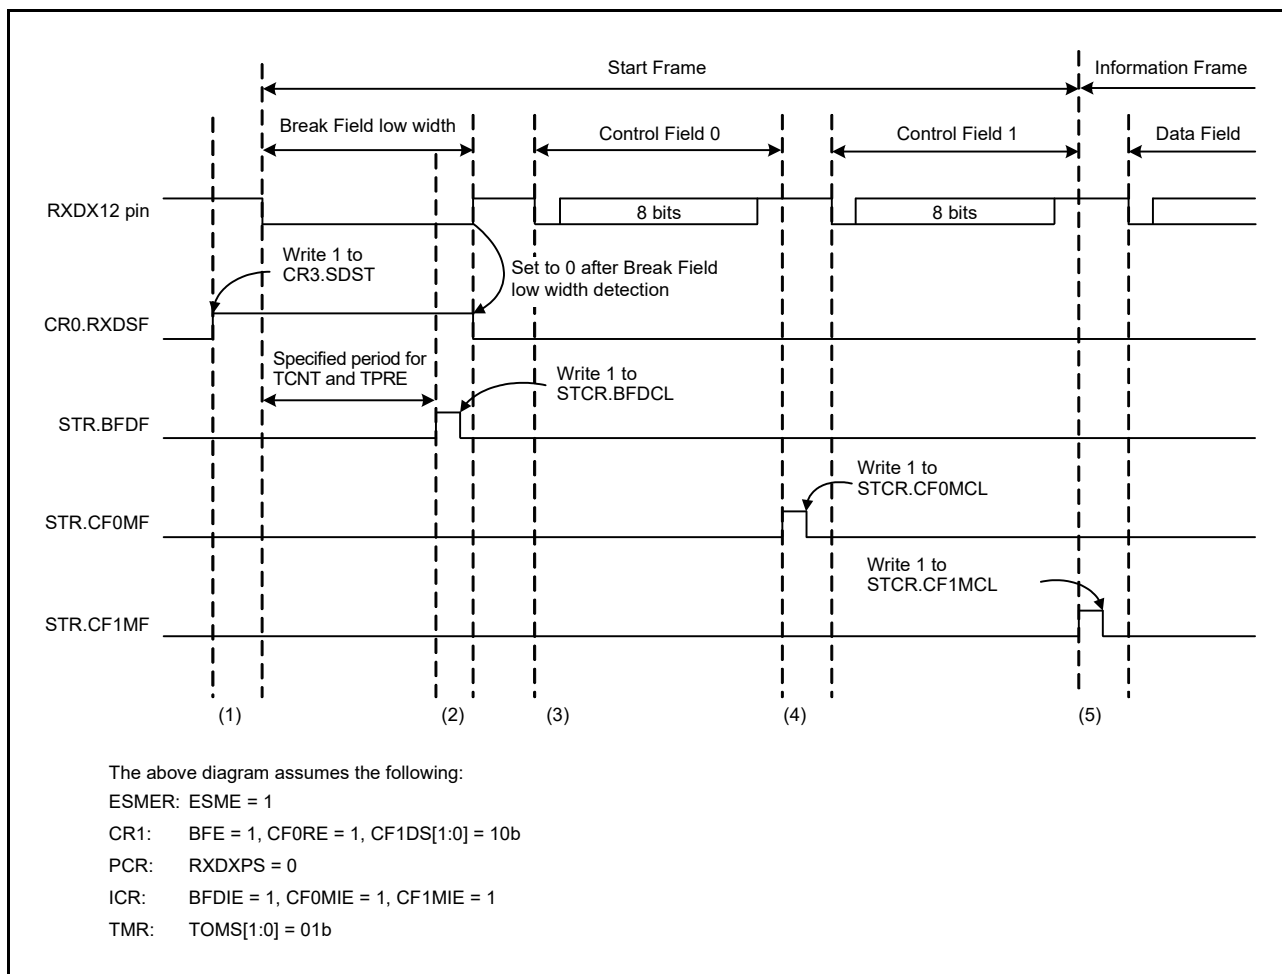 Start Frame
Information Frame
Break Field low width
Control Field 0
Control Field 1
Data Field
RXDX12 pin
8 bits
8 bits
Write 1 to
CR3.SDST
Set to 0 after Break Field
low width detection
CR0.RXDSF
Specified period for
TCNT and TPRE
Write 1 to
STCR.BFDCL
STR.BFDF
Write 1 to
STCR.CF0MCL
STR.CF0MF
Write 1 to
STCR.CF1MCL
STR.CF1MF
(1)
(2)
(3)
(4)
(5)
The above diagram assumes the following:
ESMER: ESME = 1
CR1: BFE = 1, CF0RE = 1, CF1DS[1:0] = 10b
PCR: RXDXPS = 0
ICR: BFDIE = 1, CF0MIE = 1, CF1MIE = 1
TMR: TOMS[1:0] = 01b